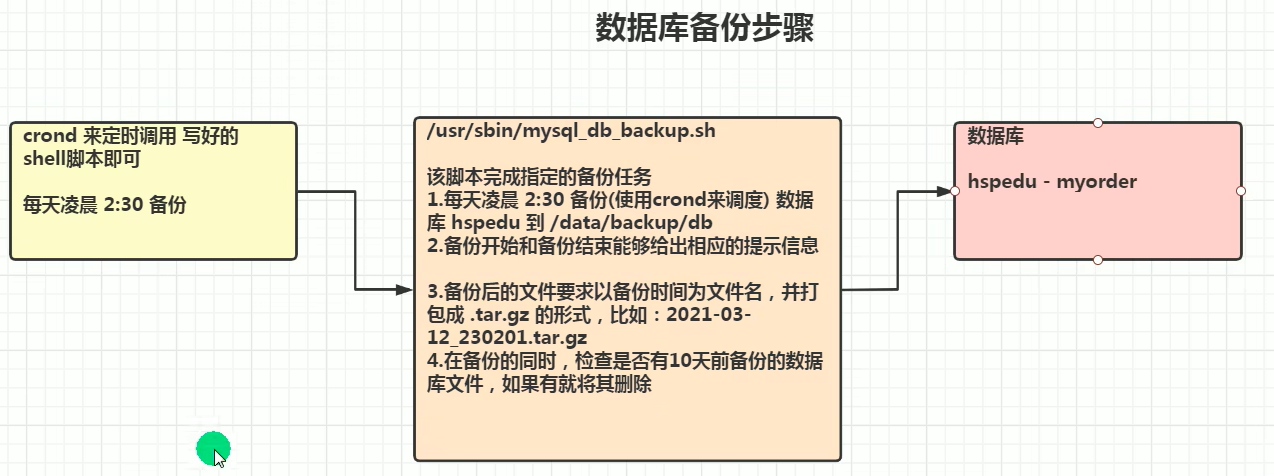 数据库备份步骤
crond 来定时调用 写好的
shell脚本即可
每天凌晨 2:30 备份
/usr/sbin/mysql_db_backup.sh
该脚本完成指定的备份任务
1.每天凌晨 2:30 备份(使用crond来调度) 数据
库 hspedu 到 /data/backup/db
2.备份开始和备份结束能够给出相应的提示信息
3.备份后的文件要求以备份时间为文件名，并打
包成 .tar.gz 的形式，比如：2021-03-
12_230201.tar.gz
4.在备份的同时，检查是否有10天前备份的数据
库文件，如果有就将其删除
数据库
hspedu - myorder